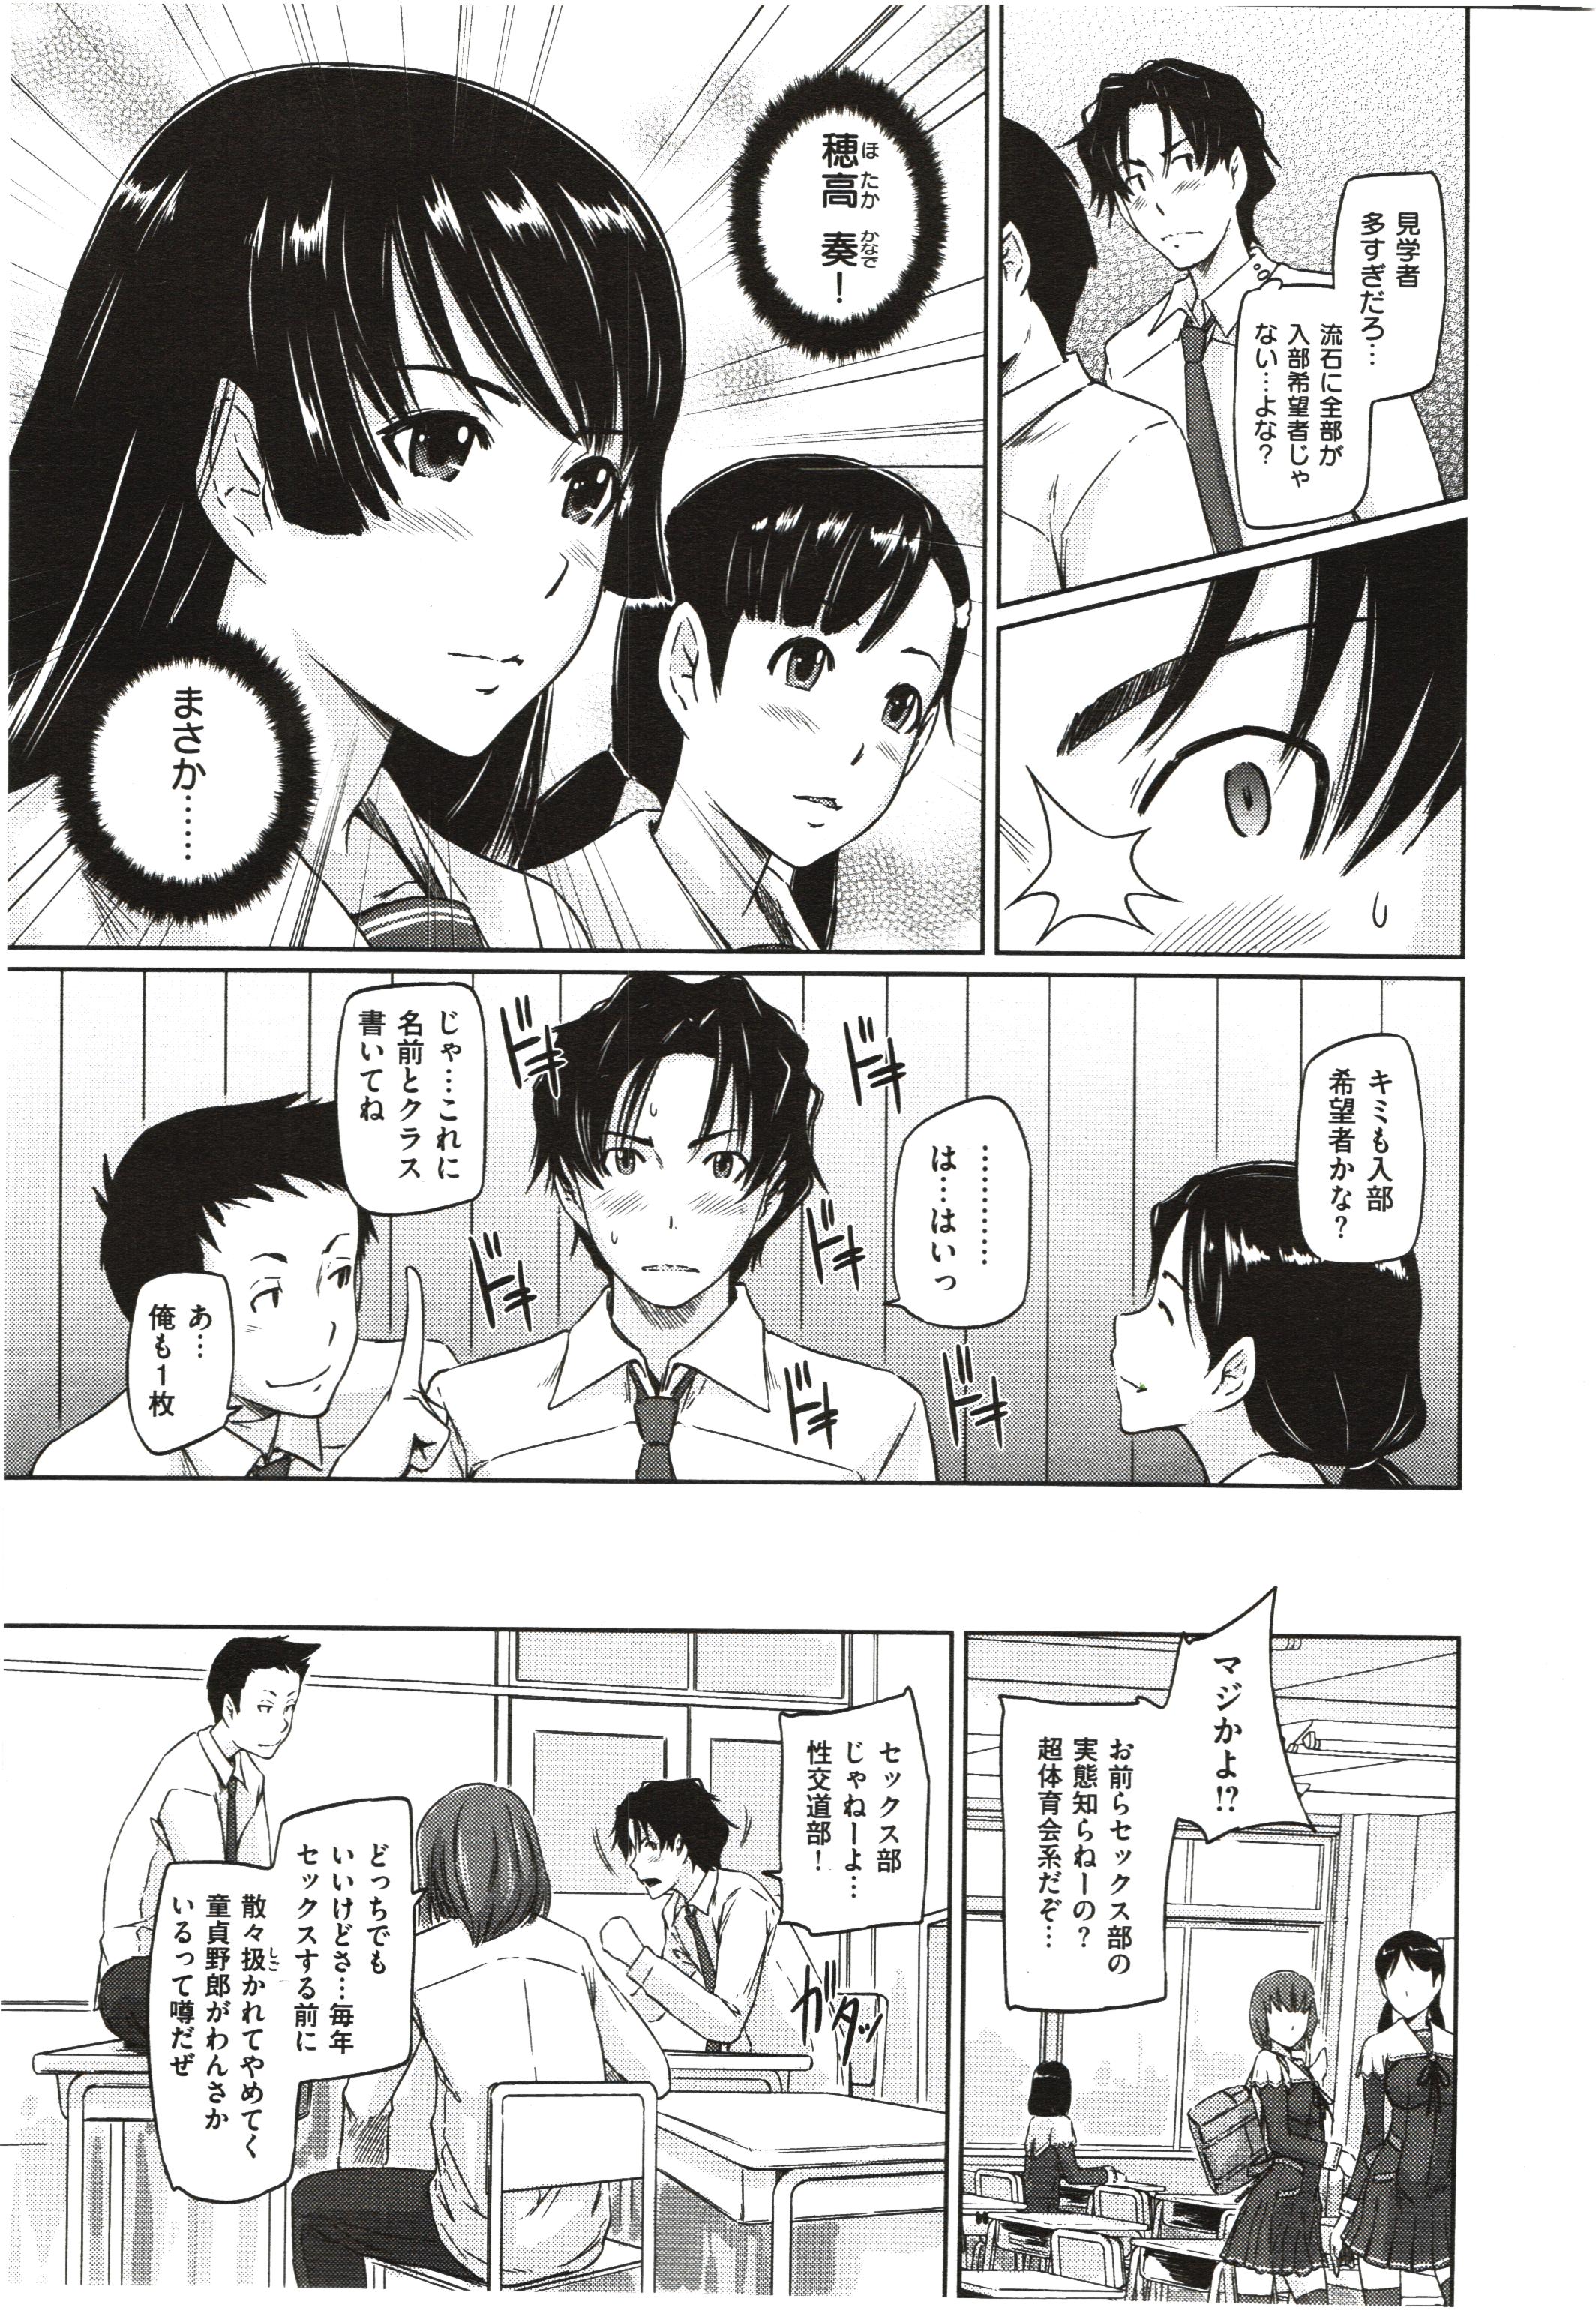 見学者
多すぎだろ…
流石に全部が
入部希望者じゃ
ない…よな？
穂高 奏！
ほ たか かなで
まさか……
キミも入部
希望者かな？
…………
は…はいっ
ドキ
ドキ
ドキ
ドキ
ドキ
ドキ
じゃ…これに
名前とクラス
書いてね
あ…
俺も1枚
マジかよ!?
お前らセックス部の
実態知らねーの？
超体育会系だぞ…
セックス部
じゃねーよ…
性交道部！
ガタッ
どっちでも
いいけどさ…毎年
セックスする前に
散々扱かれてやめてく
しご
童貞野郎がわんさか
いるって噂だぜ